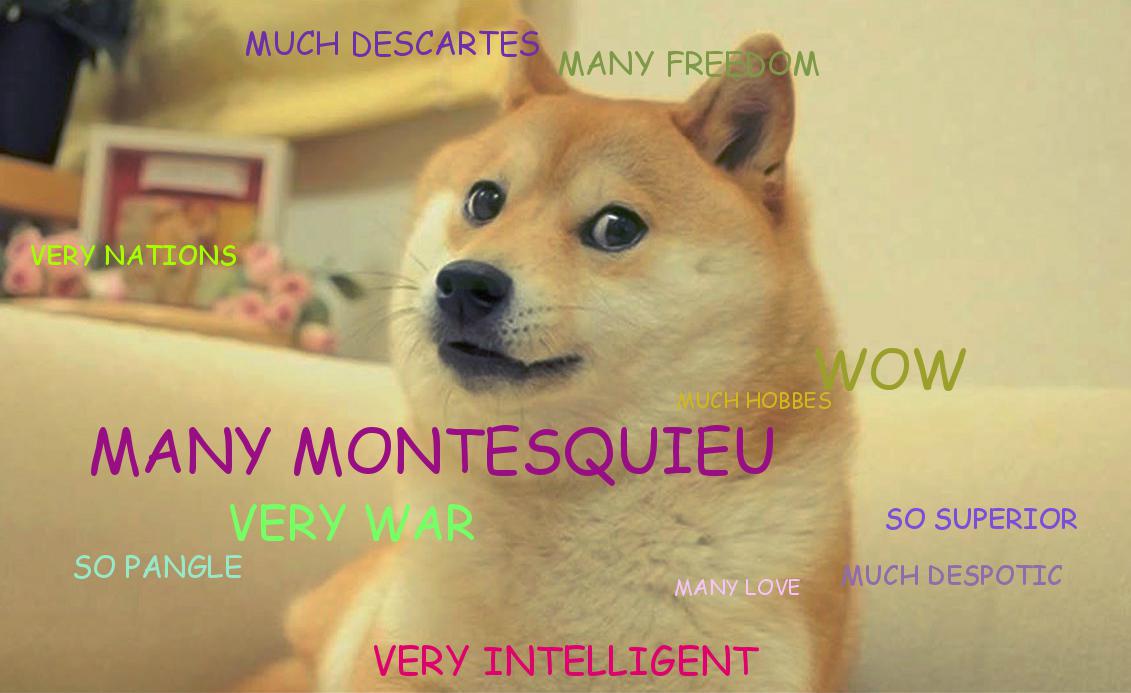 MUCH DESCARTES
MANY FREEDOM
VERY NATIONS
WOW
MUCH HOBBES
MANY MONTESQUIEU
VERY WAR
SO SUPERIOR
SO PANGLE
MUCH DESPOTIC
MANY LOVE
VERY INTELLIGENT